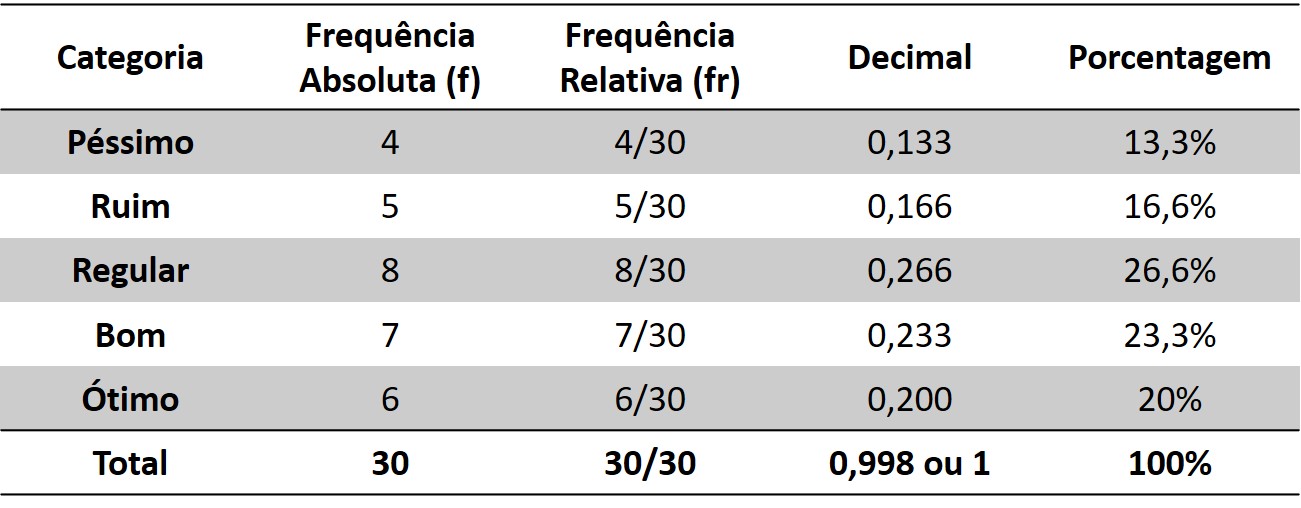 Categoria Frequência Absoluta (f) Frequência Relativa (fr) Decimal Porcentagem
Péssimo 4 4/30 0,133 13,3%
Ruim 5 5/30 0,166 16,6%
Regular 8 8/30 0,266 26,6%
Bom 7 7/30 0,233 23,3%
Ótimo 6 6/30 0,200 20%
Total 30 30/30 0,998 ou 1 100%